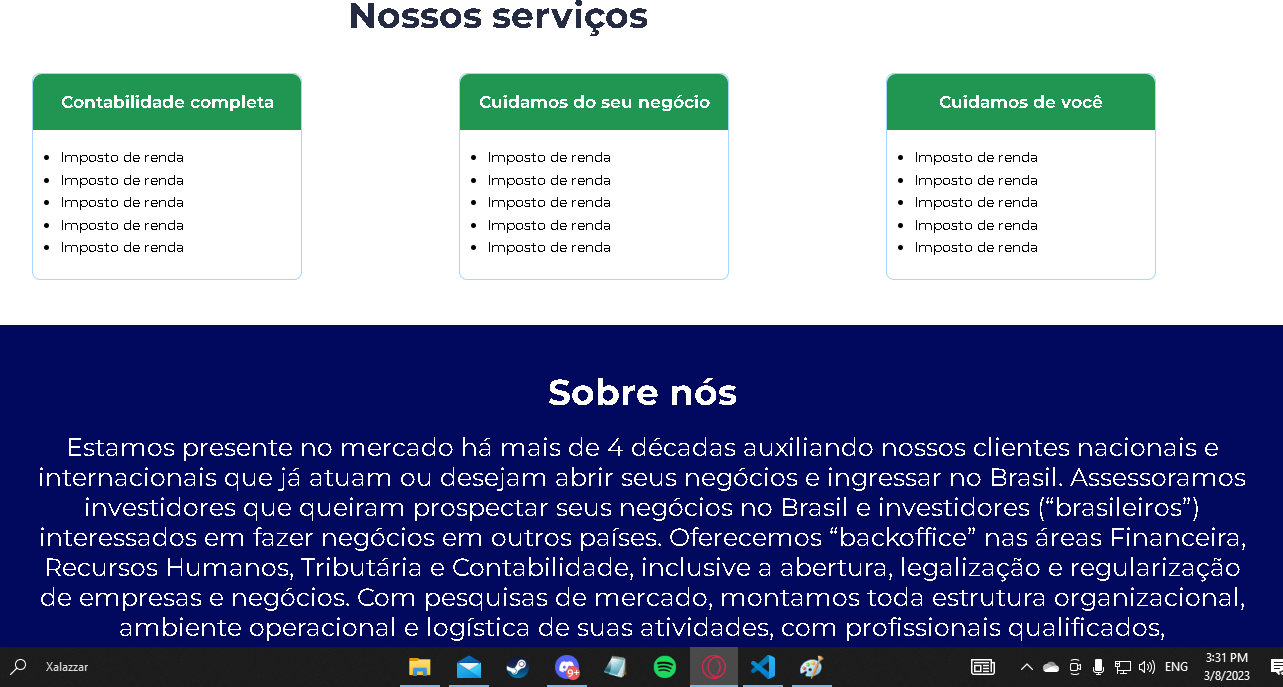 Nossos serviços
Contabilidade completa
Imposto de renda
Imposto de renda
Imposto de renda
Imposto de renda
Imposto de renda
Cuidamos do seu negócio
Imposto de renda
Imposto de renda
Imposto de renda
Imposto de renda
Imposto de renda
Cuidamos de você
Imposto de renda
Imposto de renda
Imposto de renda
Imposto de renda
Imposto de renda
Sobre nós
Estamos presente no mercado há mais de 4 décadas auxiliando nossos clientes nacionais e
internacionais que já atuam ou desejam abrir seus negócios e ingressar no Brasil. Assessoramos
investidores que queiram prospectar seus negócios no Brasil e investidores (“brasileiros”)
interessados em fazer negócios em outros países. Oferecemos “backoffice” nas áreas Financeira,
Recursos Humanos, Tributária e Contabilidade, inclusive a abertura, legalização e regularização
de empresas e negócios. Com pesquisas de mercado, montamos toda estrutura organizacional,
ambiente operacional e logística de suas atividades, com profissionais qualificados,
Xalazzar
9+
ENG
3:31 PM
3/8/2023